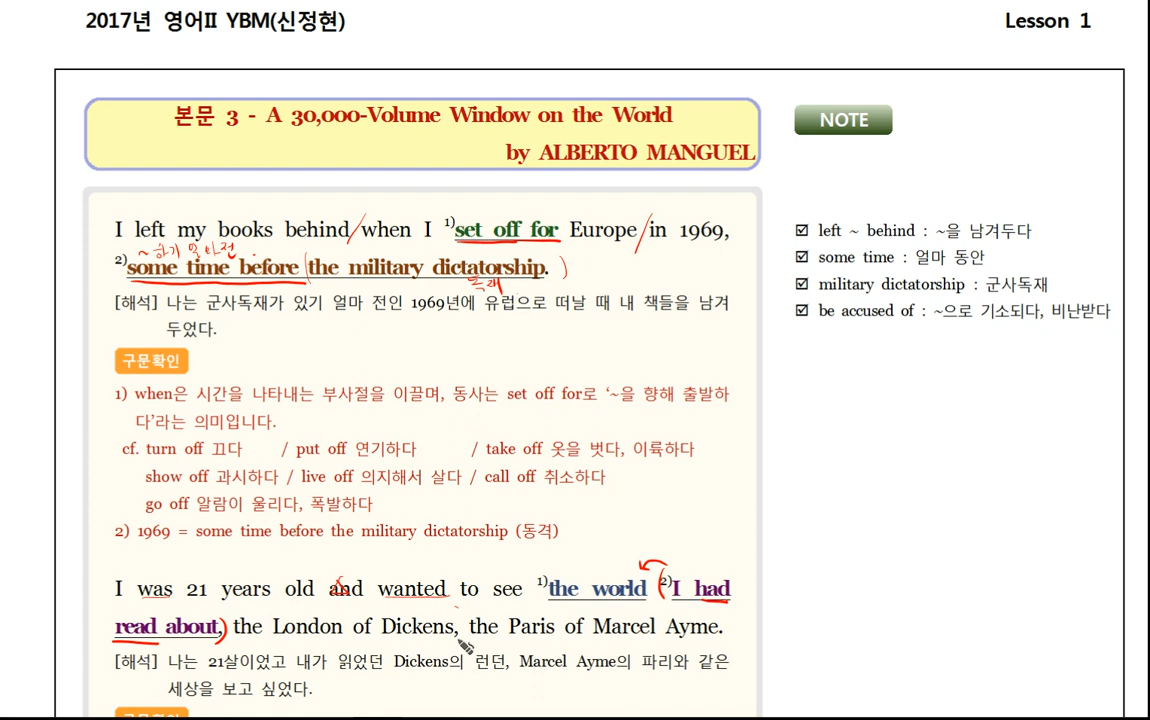 2017년 영어II YBM(신정현)
Lesson 1
본문 3 - A 30,000-Volume Window on the World
by ALBERTO MANGUEL
NOTE
I left my books behind when I 1)set off for Europe in 1969,
~하기 얼마전
2)some time before the military dictatorship.
독재
[해석] 나는 군사독재가 있기 얼마 전인 1969년에 유럽으로 떠날 때 내 책들을 남겨
두었다.
구문확인
1) when은 시간을 나타내는 부사절을 이끌며, 동사는 set off for로 ‘~을 향해 출발하
다’라는 의미입니다.
cf. turn off 끄다 / put off 연기하다 / take off 옷을 벗다, 이륙하다
show off 과시하다 / live off 의지해서 살다 / call off 취소하다
go off 알람이 울리다, 폭발하다
2) 1969 = some time before the military dictatorship (동격)
I was 21 years old and wanted to see 1)the world 2)I had
read about, the London of Dickens, the Paris of Marcel Ayme.
[해석] 나는 21살이었고 내가 읽었던 Dickens의 런던, Marcel Ayme의 파리와 같은
세상을 보고 싶었다.
구문확인
☑ left ~ behind : ~을 남겨두다
☑ some time : 얼마 동안
☑ military dictatorship : 군사독재
☑ be accused of : ~으로 기소되다, 비난받다